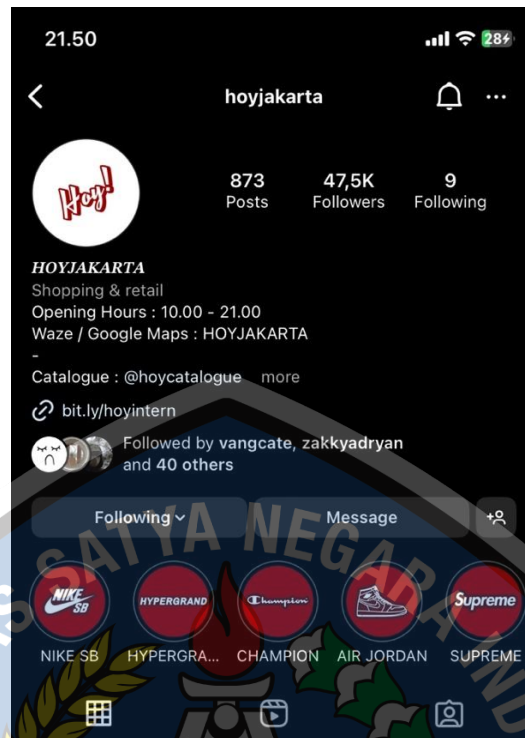 21.50
28
hoyjakarta
Hoy!
873 47,5K 9
Posts Followers Following
HOYJAKARTA
Shopping & retail
Opening Hours : 10.00 - 21.00
Waze / Google Maps : HOYJAKARTA
-
Catalogue : @hoycatalogue more
bit.ly/hoyintern
Followed by vangcate, zakkyadryan
and 40 others
Following Message
SATYA NEGARA
NIKE SB HYPERGRAND Champion Supreme
NIKE SB HYPERGRA... CHAMPION AIR JORDAN SUPREME